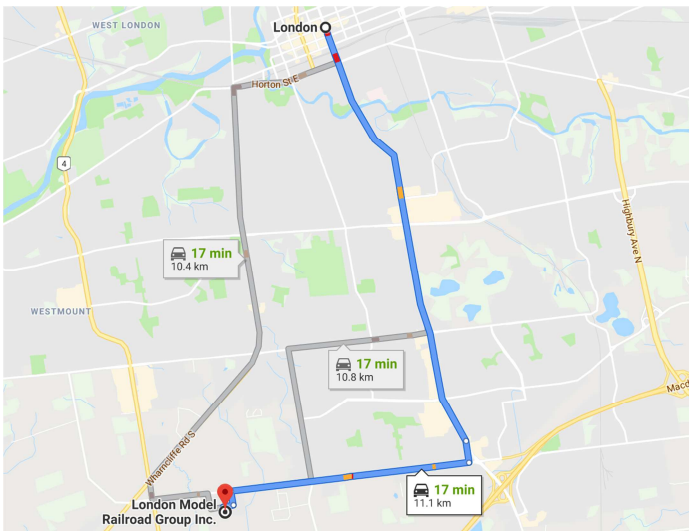 WEST LONDON
London
Horton St E
4
Highbury Ave N
17 min
10.4 km
WESTMOUNT
17 min
10.8 km
Macd
Wharncliffe Rd S
17 min
11.1 km
London Model
Railroad Group Inc.